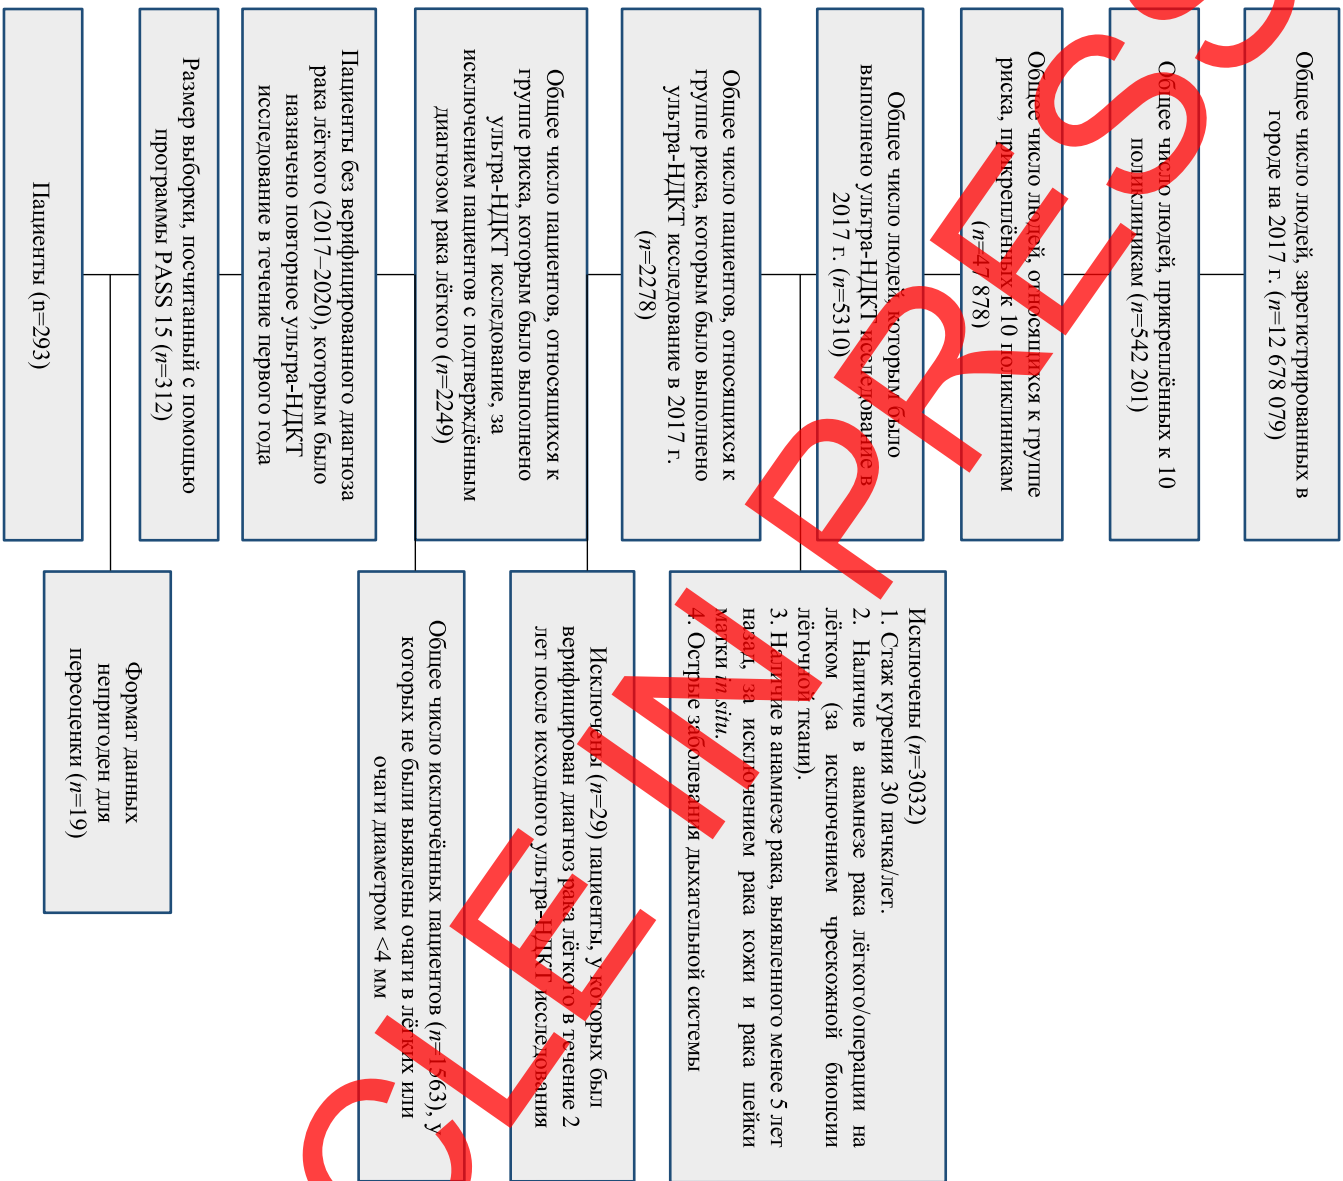 Общее число людей, зарегистрированных в
городе на 2017 г. (n=12 678 079)
Общее число людей, прикреплённых к 10
поликликам (n=542 201)
Общее число людей, относящихся к группе
риска, прикреплённых к 10 поликликам
(n=47 878)
Общее число людей, которым было
выполнено ультра-НДКТ исследование в
2017 г. (n=5310)
Исключены (n=3032)
1. Стаж курения 30 пачка/лет.
2. Наличие в анамнезе рака лёгкого/операции на
лёгком (за исключением чрескожной биопсии
лёгочной ткани).
3. Наличие в анамнезе рака, выявленного менее 5 лет
назад, за исключением рака кожи и рака шейки
матки in situ.
4. Острые заболевания дыхательной системы
Общее число пациентов, относящихся к
группе риска, которым было выполнено
ультра-НДКТ исследование в 2017 г.
(n=2278)
Исключены (n=29) пациенты, у которых был
верифицирован диагноз рака лёгкого в течение 2
лет после исходного ультра-НДКТ исследования
Общее число пациентов, относящихся к
группе риска, которым было выполнено
ультра-НДКТ исследование, за
исключением пациентов с подтверждённым
диагнозом рака лёгкого (n=2249)
Общее число исключённых пациентов (n=1563), у
которых не были выявлены очаги в лёгких или
очаги диаметром <4 мм
Пациенты без верифицированного диагноза
рака лёгкого (2017–2020), которым было
назначено повторное ультра-НДКТ
исследование в течение первого года
Размер выборки, посчитанный с помощью
программы PASS 15 (n=312)
Формат данных
непригоден для
переоценки (n=19)
Пациенты (n=293)
CLE IN PRESS